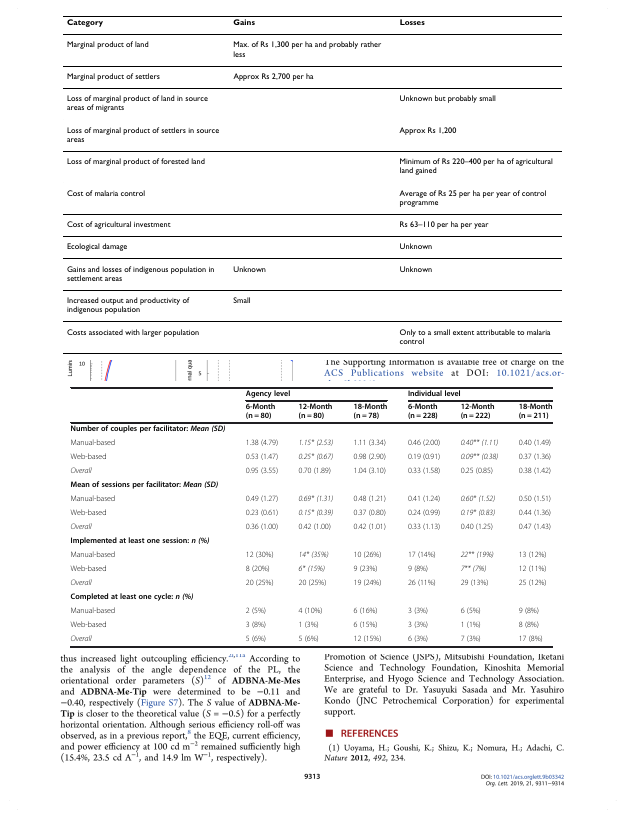 Category Gains Losses
Marginal product of land Max. of Rs 1,300 per ha and probably rather
less
Marginal product of settlers Approx Rs 2,700 per ha
Loss of marginal product of land in source Unknown but probably small
areas of migrants
Loss of marginal product of settlers in source Approx Rs 1,200
areas
Loss of marginal product of forested land Minimum of Rs 220–400 per ha of agricultural
land gained
Cost of malaria control Average of Rs 25 per ha per year of control
programme
Cost of agricultural investment Rs 63–110 per ha per year
Ecological damage Unknown
Gains and losses of indigenous population in Unknown Unknown
settlement areas
Increased output and productivity of Small
indigenous population
Costs associated with larger population Only to a small extent attributable to malaria
control
10
5
The Supporting Information is available free of charge on the
ACS Publications website at DOI: 10.1021/acs.or-
Agency level Individual level
6-Month 12-Month 18-Month 6-Month 12-Month 18-Month
(n = 80) (n = 80) (n = 78) (n = 228) (n = 222) (n = 211)
Number of couples per facilitator: Mean (SD)
Manual-based 1.38 (4.79) 1.15* (2.53) 1.11 (3.34) 0.46 (2.00) 0.40** (1.11) 0.40 (1.49)
Web-based 0.53 (1.47) 0.25* (0.67) 0.98 (2.90) 0.19 (0.91) 0.09** (0.38) 0.37 (1.36)
Overall 0.95 (3.55) 0.70 (1.89) 1.04 (3.10) 0.33 (1.58) 0.25 (0.85) 0.38 (1.42)
Mean of sessions per facilitator: Mean (SD)
Manual-based 0.49 (1.27) 0.69* (1.31) 0.48 (1.21) 0.41 (1.24) 0.60* (1.52) 0.50 (1.51)
Web-based 0.23 (0.61) 0.15* (0.39) 0.37 (0.80) 0.24 (0.99) 0.19* (0.83) 0.44 (1.36)
Overall 0.36 (1.00) 0.42 (1.00) 0.42 (1.01) 0.33 (1.13) 0.40 (1.25) 0.47 (1.43)
Implemented at least one session: n (%)
Manual-based 12 (30%) 14* (35%) 10 (26%) 17 (14%) 22** (19%) 13 (12%)
Web-based 8 (20%) 6* (15%) 9 (23%) 9 (8%) 7** (7%) 12 (11%)
Overall 20 (25%) 20 (25%) 19 (24%) 26 (11%) 29 (13%) 25 (12%)
Completed at least one cycle: n (%)
Manual-based 2 (5%) 4 (10%) 6 (16%) 3 (3%) 6 (5%) 9 (8%)
Web-based 3 (8%) 1 (3%) 6 (15%) 3 (3%) 1 (1%) 8 (8%)
Overall 5 (6%) 5 (6%) 12 (15%) 6 (3%) 7 (3%) 17 (8%)
thus increased light outcoupling efficiency. According to
the analysis of the angle dependence of the PL, the
orientational order parameters (S)12 of ADBNA-Me-Mes
and ADBNA-Me-Tip were determined to be −0.11 and
−0.40, respectively (Figure S7). The S value of ADBNA-Me-
Tip is closer to the theoretical value (S = −0.5) for a perfectly
horizontal orientation. Although serious efficiency roll-off was
observed, as in a previous report,8 the EQE, current efficiency,
and power efficiency at 100 cd m−2 remained sufficiently high
(15.4%, 23.5 cd A−1, and 14.9 lm W−1, respectively).
Promotion of Science (JSPS), Mitsubishi Foundation, Iketani
Science and Technology Foundation, Kinoshita Memorial
Enterprise, and Hyogo Science and Technology Association.
We are grateful to Dr. Yasuyuki Sasada and Mr. Yasuhiro
Kondo (JNC Petrochemical Corporation) for experimental
support.
■ REFERENCES
(1) Uoyama, H.; Goushi, K.; Shizu, K.; Nomura, H.; Adachi, C.
Nature 2012, 492, 234.
9313
DOI: 10.1021/acs.orglett.9b03342
Org. Lett. 2019, 21, 9311−9314